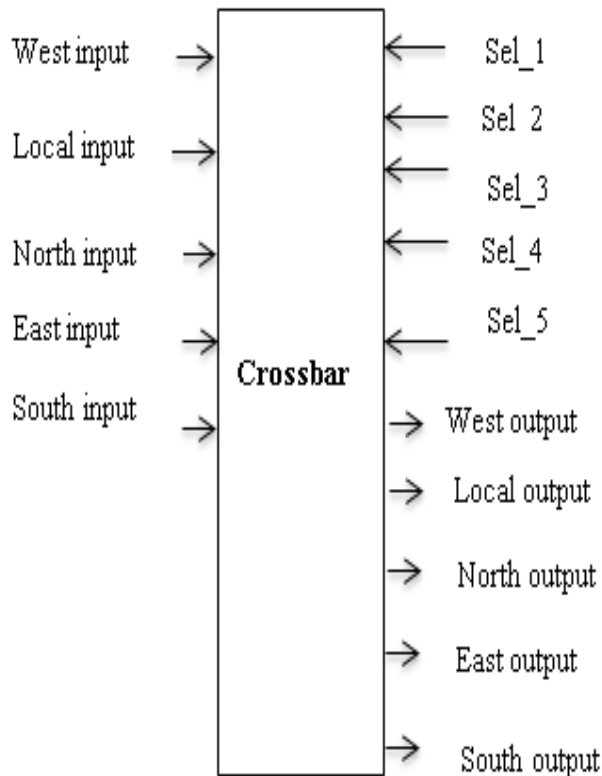 West input
Local input
North input
East input
South input
Crossbar
Sel_1
Sel 2
Sel_3
Sel_4
Sel_5
West output
Local output
North output
East output
South output